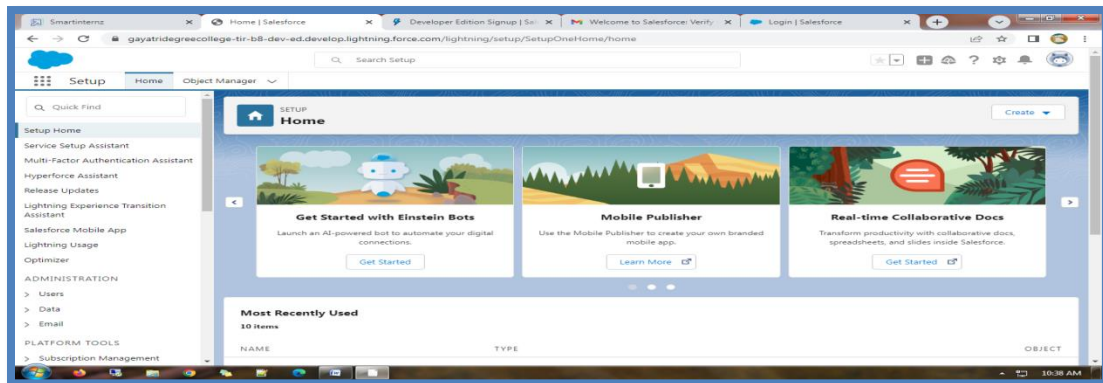 Smartinternz
Home | Salesforce
Developer Edition Signup | Sal
Welcome to Salesforce: Verify
Login | Salesforce
gayatridegreecollege-tir-b8-dev-ed.develop.lightning.force.com/lightning/setup/SetupOneHome/home
Search Setup
Setup
Home
Object Manager
Quick Find
Setup Home
Service Setup Assistant
Multi-Factor Authentication Assistant
Hyperforce Assistant
Release Updates
Lightning Experience Transition
Assistant
Salesforce Mobile App
Lightning Usage
Optimizer
ADMINISTRATION
Users
Data
Email
PLATFORM TOOLS
Subscription Management
SETUP
Home
Create
Get Started with Einstein Bots
Launch an AI-powered bot to automate your digital
connections.
Get Started
Mobile Publisher
Use the Mobile Publisher to create your own branded
mobile app.
Learn More
Real-time Collaborative Docs
Transform productivity with collaborative docs,
spreadsheets, and slides inside Salesforce.
Get Started
Most Recently Used
10 items
NAME
TYPE
OBJECT
10:38 AM